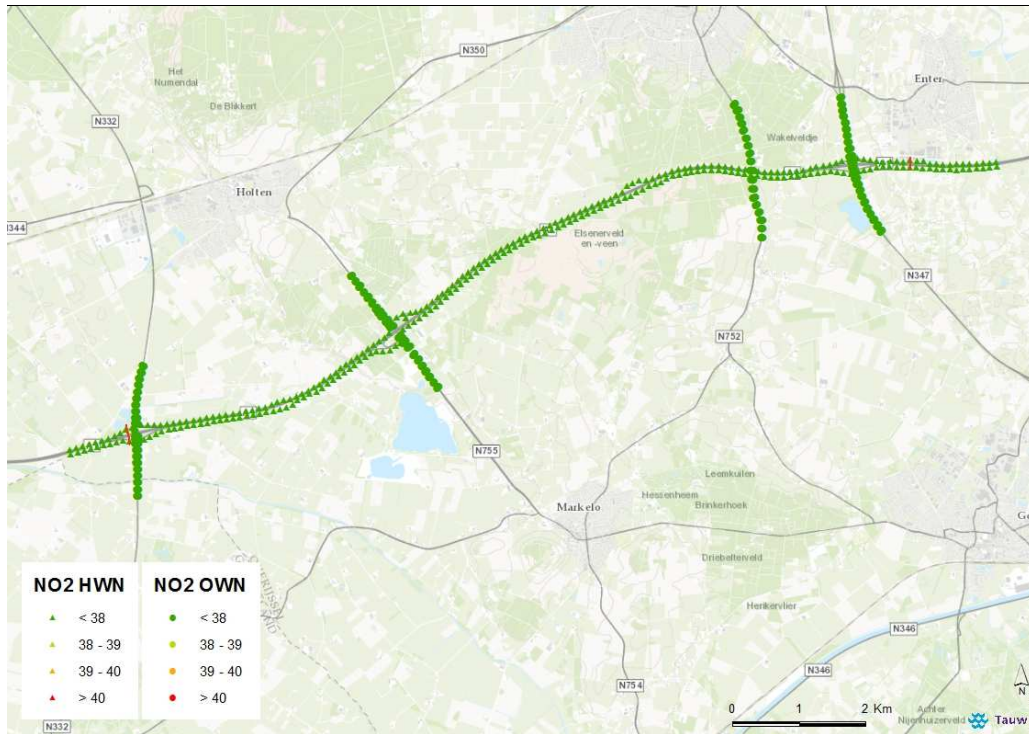 N350
Het
Numendal
De Blikkert
Enter
N332
Wakelveldje
Holten
N344
Elsenerveld
en -veen
N347
N752
N755
Leemkuilen
Hessenheem
Brinkerhoek
Markelo
Driebelterveld
Herikervlier
NO2 HWN
NO2 OWN
< 38
< 38
38 - 39
38 - 39
39 - 40
39 - 40
> 40
> 40
N346
N346
N754
N332
N
0 1 2 Km
Achter
Nijenhuizerveld
Tauw